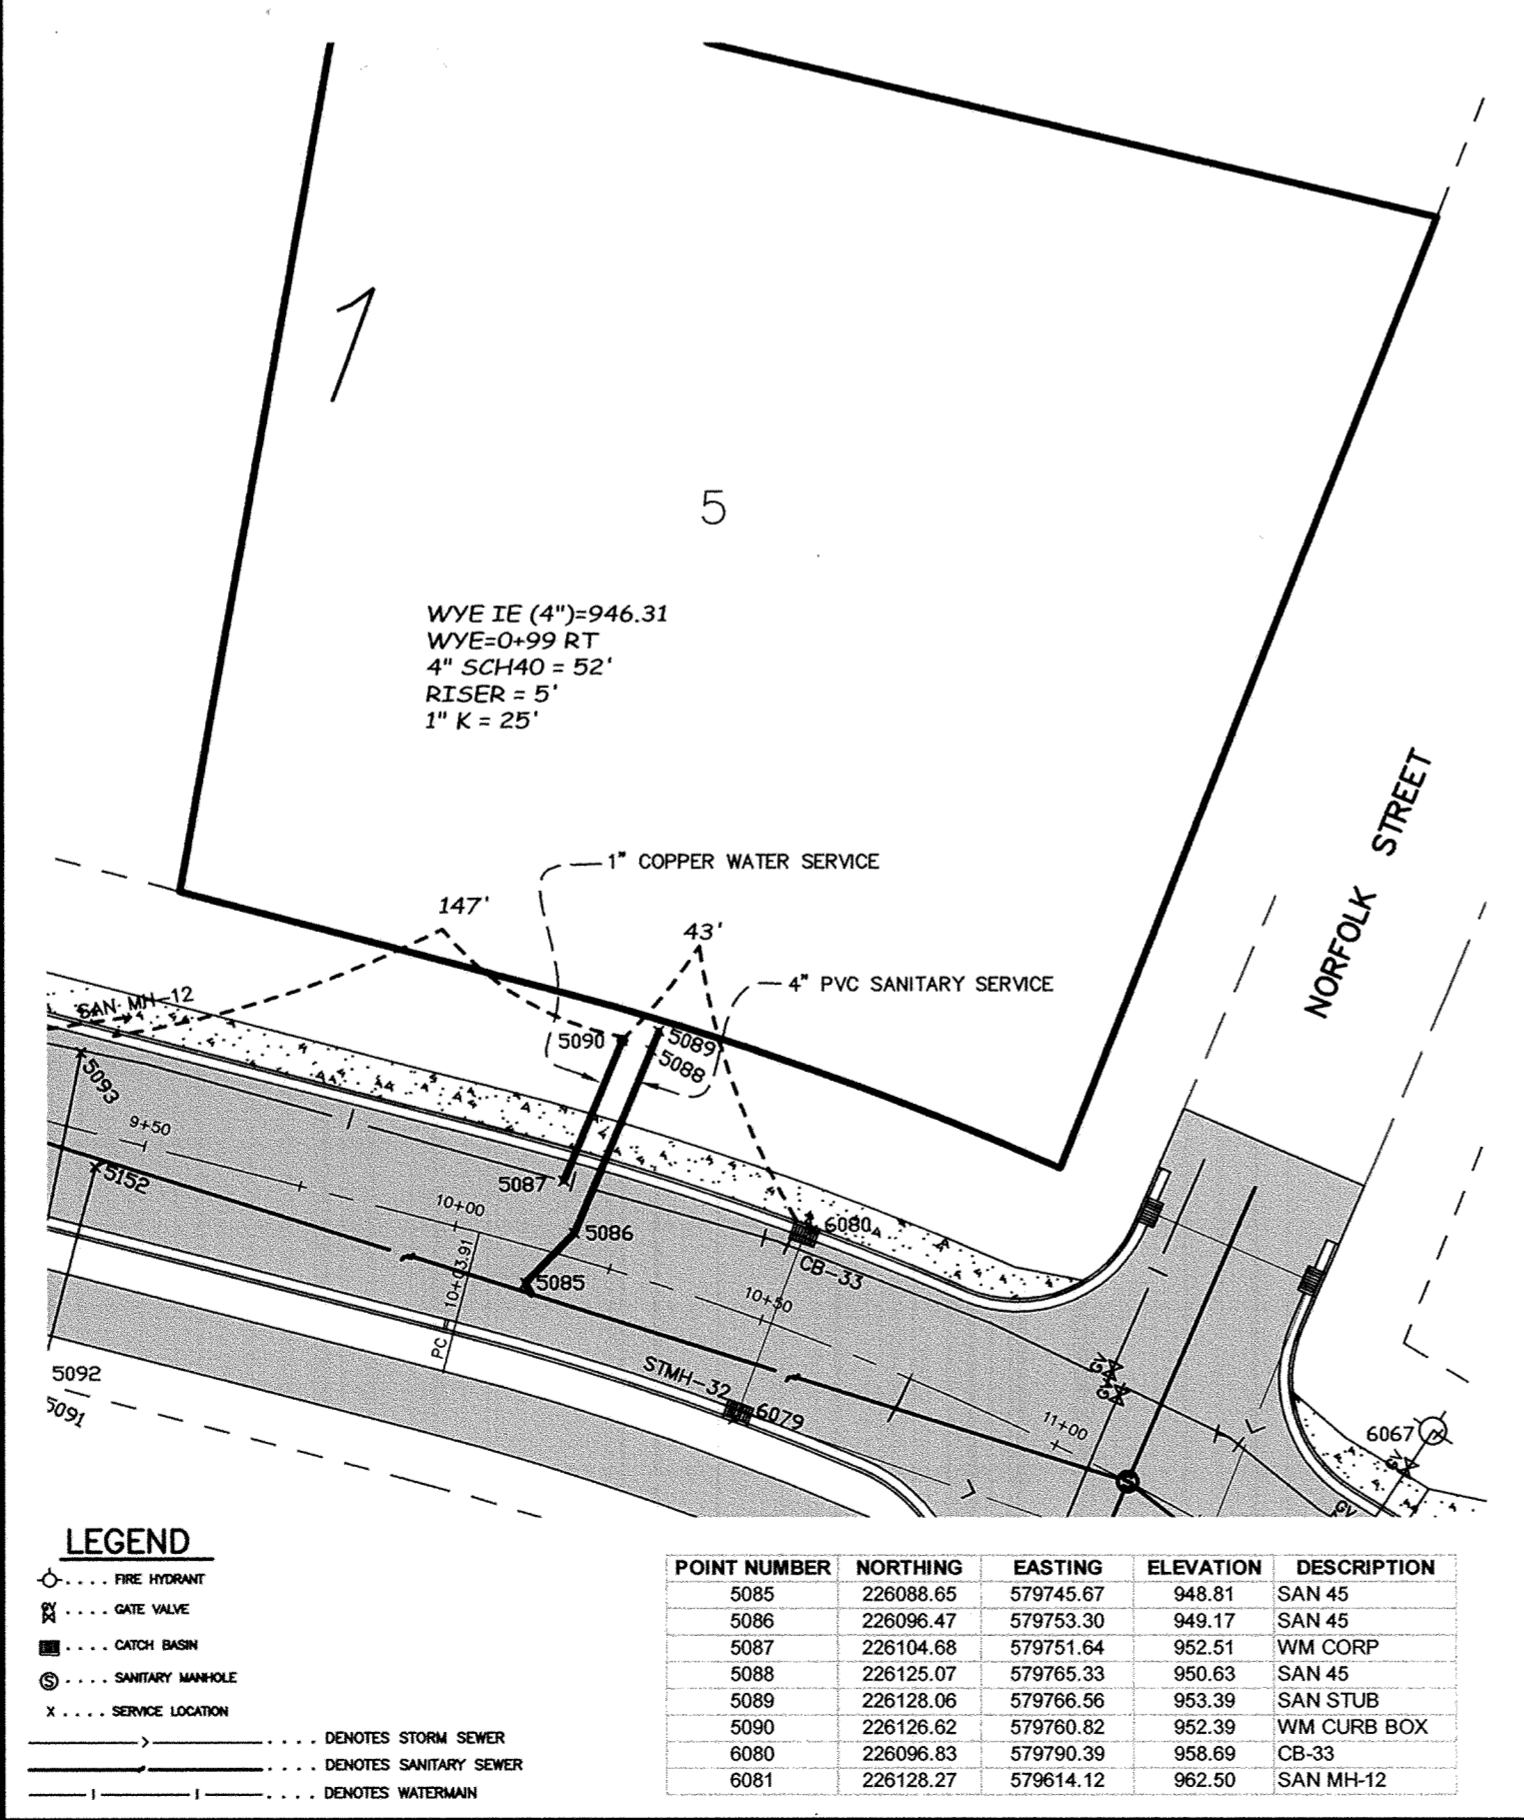 1
5
WYE IE (4")=946.31
WYE=0+99 RT
4" SCH40 = 52'
RISER = 5'
1" K = 25'
NORFOLK STREET
1" COPPER WATER SERVICE
147'
43'
4" PVC SANITARY SERVICE
SAN MH-12
5090
5089
5088
5093
9+50
5152
5087
10+00
5086
6080
CB-33
PC = 10+03.91
5085
10+50
STMH-32
6079
GV
GV
11+00
6067
GV
GV
5092
5091
LEGEND
.... FIRE HYDRANT
GV .... GATE VALVE
.... CATCH BASIN
S .... SANITARY MANHOLE
X .... SERVICE LOCATION
.... DENOTES STORM SEWER
.... DENOTES SANITARY SEWER
.... DENOTES WATERMAIN
POINT NUMBER NORTHING EASTING ELEVATION DESCRIPTION
5085 226088.65 579745.67 948.81 SAN 45
5086 226096.47 579753.30 949.17 SAN 45
5087 226104.68 579751.64 952.51 WM CORP
5088 226125.07 579765.33 950.63 SAN 45
5089 226128.06 579766.56 953.39 SAN STUB
5090 226126.62 579760.82 952.39 WM CURB BOX
6080 226096.83 579790.39 958.69 CB-33
6081 226128.27 579614.12 962.50 SAN MH-12